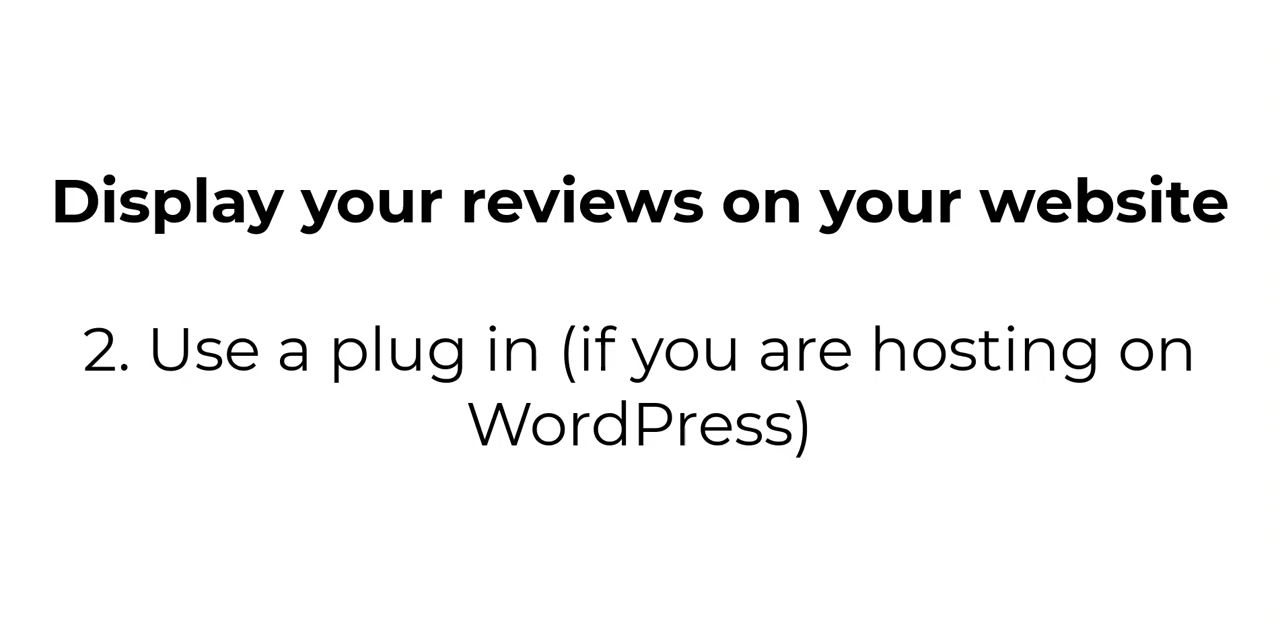 Display your reviews on your website
2. Use a plug in (if you are hosting on
WordPress)